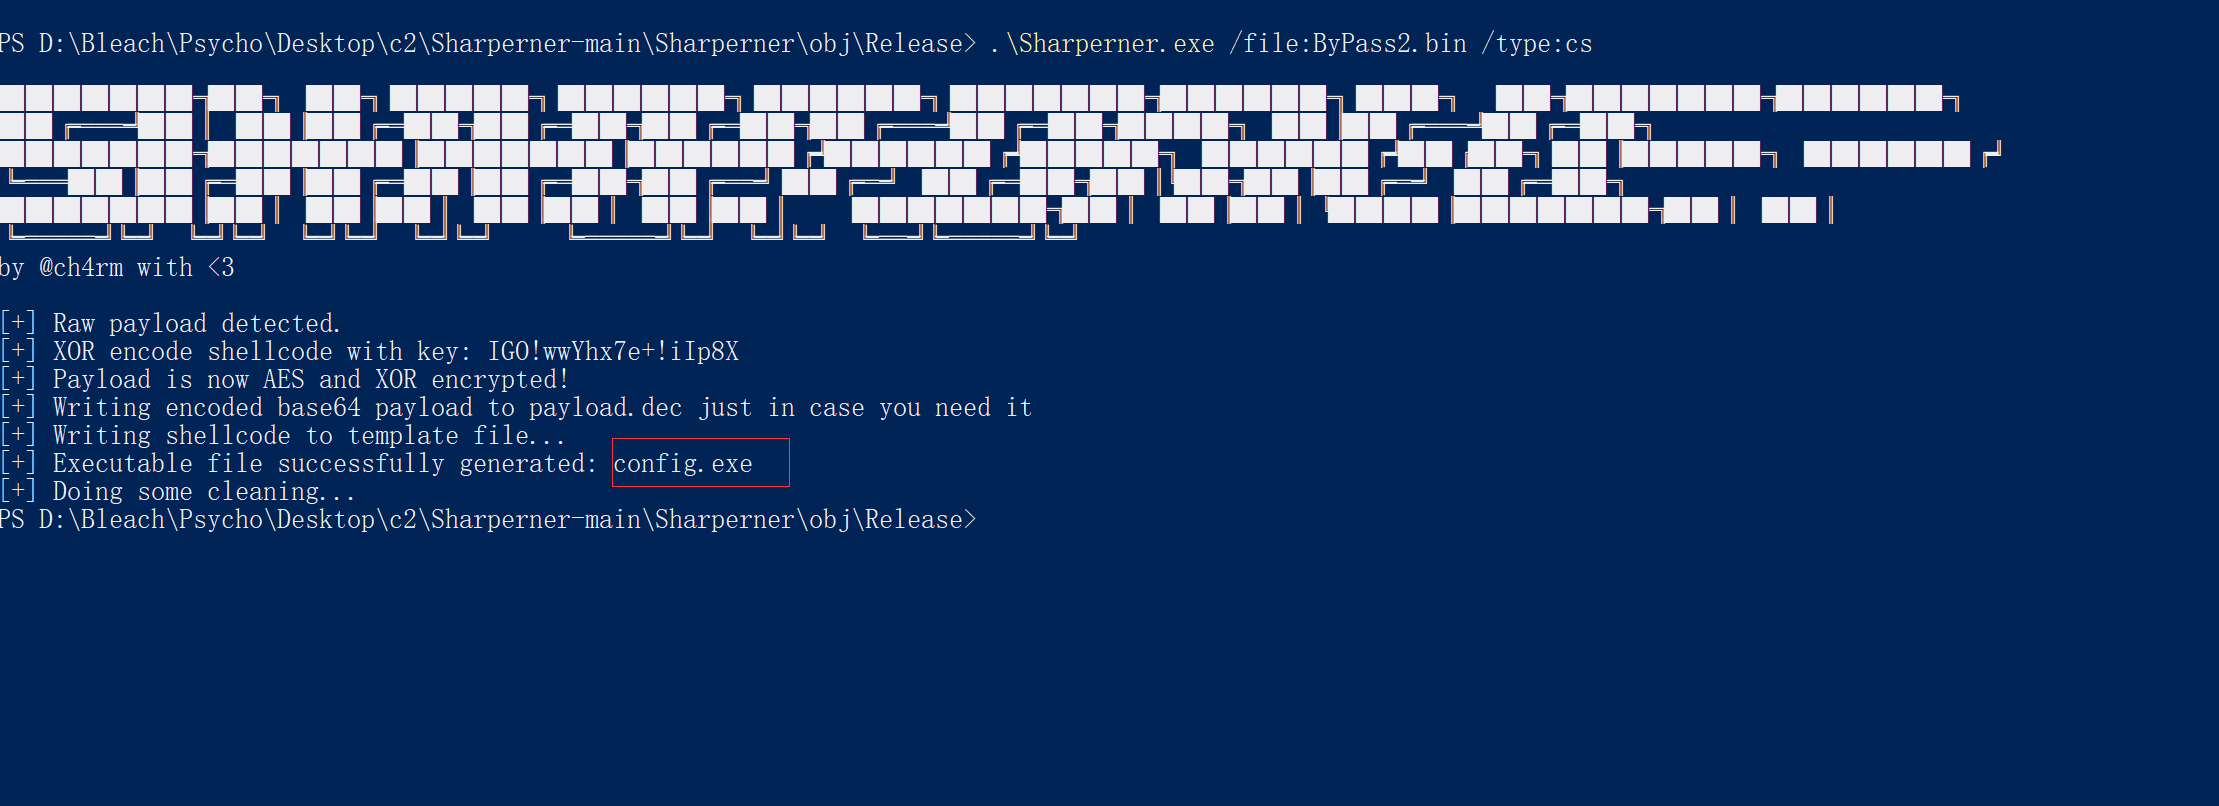 PS D:\Bleach\Psycho\Desktop\c2\Sharperner-main\Sharperner\obj\Release> .\Sharperner.exe /file:ByPass2.bin /type:cs
by @ch4rm with <3
[+] Raw payload detected.
[+] XOR encode shellcode with key: IGO!wwYhx7e+!iIp8X
[+] Payload is now AES and XOR encrypted!
[+] Writing encoded base64 payload to payload.dec just in case you need it
[+] Writing shellcode to template file...
[+] Executable file successfully generated: config.exe
[+] Doing some cleaning...
PS D:\Bleach\Psycho\Desktop\c2\Sharperner-main\Sharperner\obj\Release>